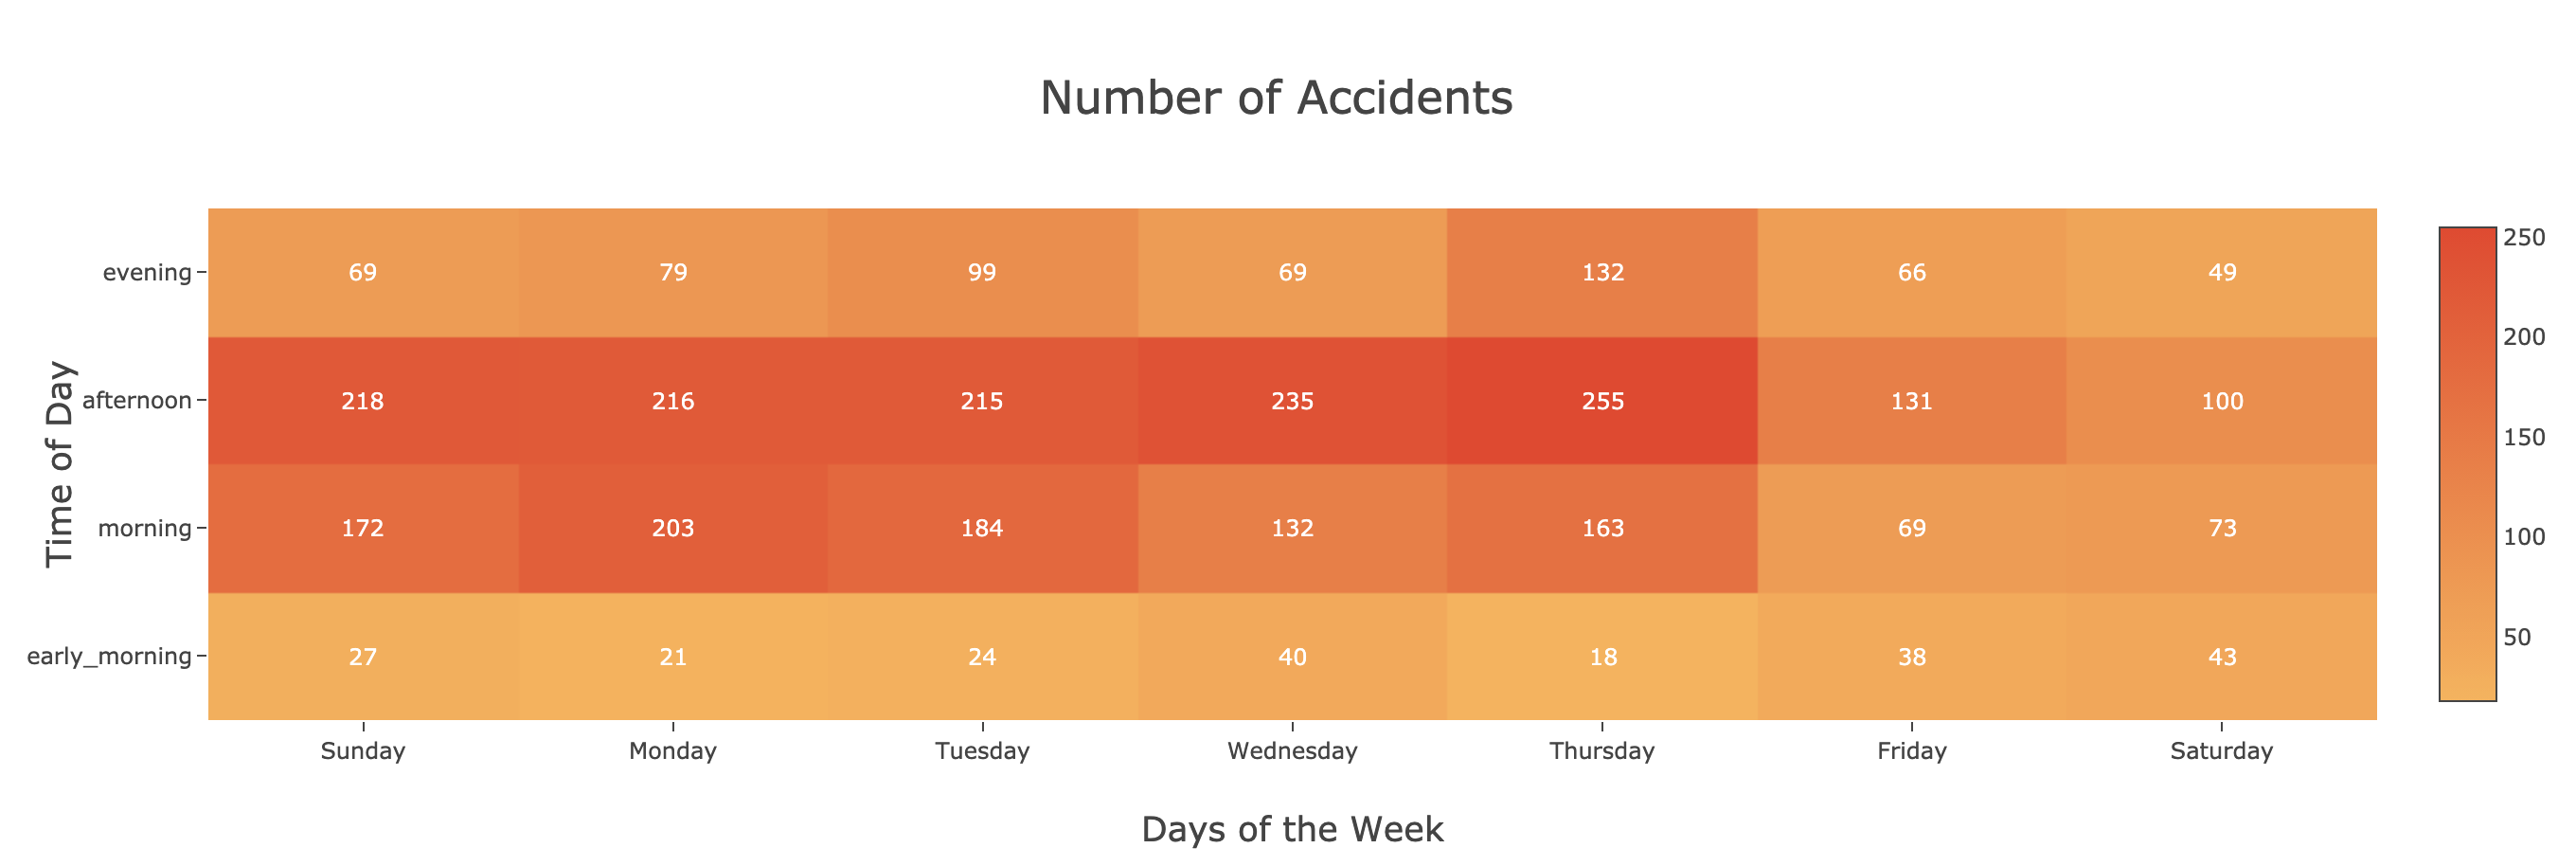 Number of Accidents
Time of Day
evening 69 79 99 69 132 66 49
afternoon 218 216 215 235 255 131 100
morning 172 203 184 132 163 69 73
early_morning 27 21 24 40 18 38 43
Sunday Monday Tuesday Wednesday Thursday Friday Saturday
Days of the Week
250
200
150
100
50